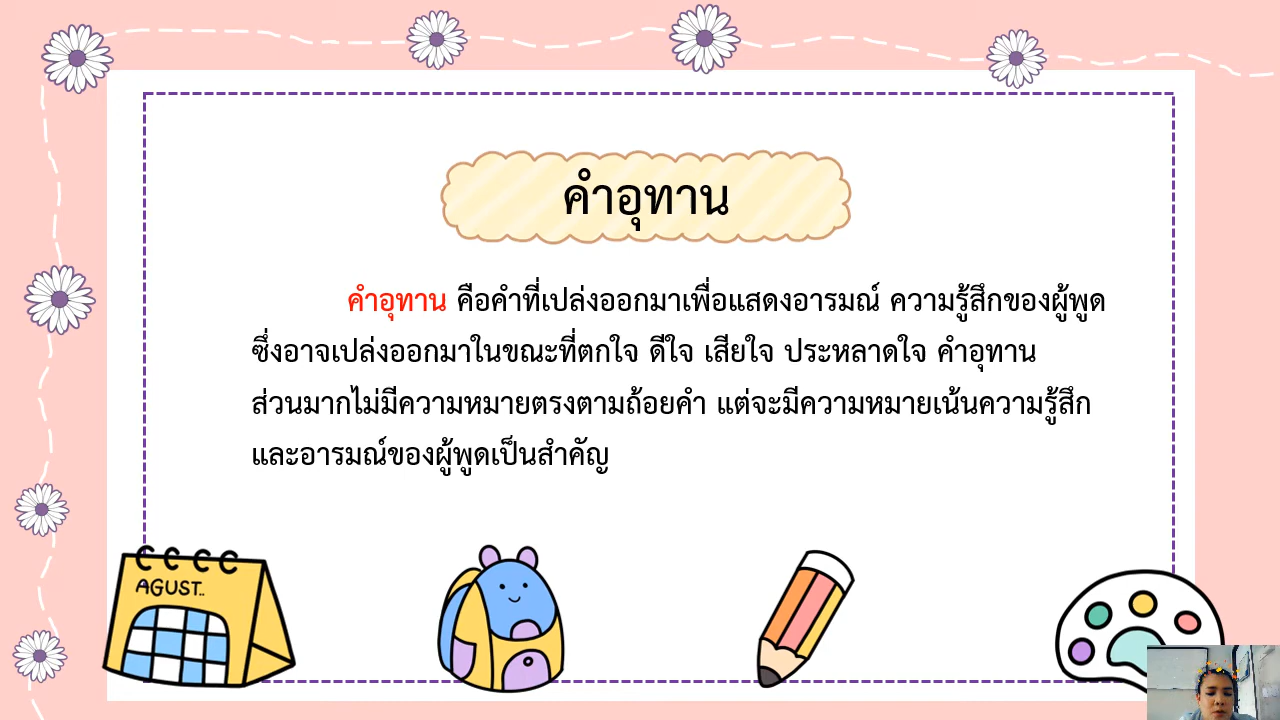 คำอุทาน
คำอุทาน คือคำที่เปล่งออกมาเพื่อแสดงอารมณ์ ความรู้สึกของผู้พูด
ซึ่งอาจเปล่งออกมาในขณะที่ตกใจ ดีใจ เสียใจ ประหลาดใจ คำอุทาน
ส่วนมากไม่มีความหมายตรงตามถ้อยคำ แต่จะมีความหมายเน้นความรู้สึก
และอารมณ์ของผู้พูดเป็นสำคัญ
AGUST..